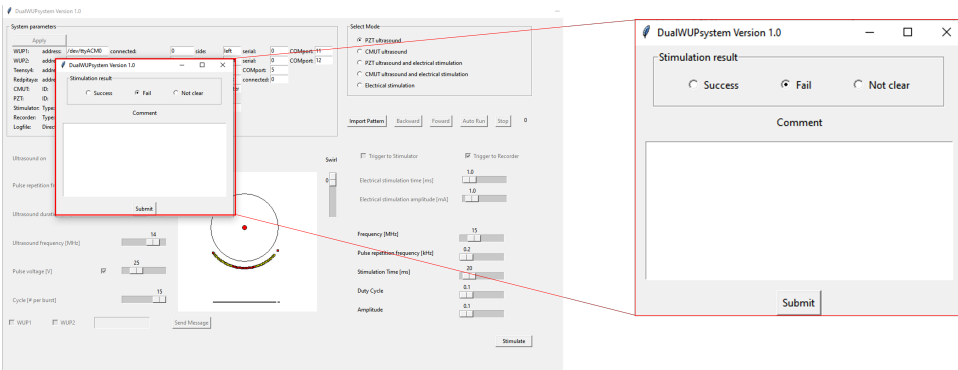 DualWUPsystem Version 1.0
System parameters
Apply
WUP1: address: /dev/ttyACM0 connected: 0 side: left serial: 0 COMport: 11
WUP2: serial: 0 COMport: 12
Teensy4: COMport: 5
Redpitaya: connected: 0
CMUT: ID:
PZT: ID:
Stimulator: Type:
Recorder: Type:
Logfile:
Select Mode
PZT ultrasound
CMUT ultrasound
PZT ultrasound and electrical stimulation
CMUT ultrasound and electrical stimulation
Electrical stimulation
Import Pattern Backward Foward Auto Run Stop 0
DualWUPsystem Version 1.0
Stimulation result
Success Fail Not clear
Comment
Submit
Ultrasound on
Ultrasound frequency [MHz] 14
Pulse voltage [V] 25
Cycle [# per burst] 15
WUP1 WUP2 Send Message
Swirl
0
Trigger to Stimulator Trigger to Recorder
Electrical stimulation time [ms] 1.0
Electrical stimulation amplitude [mA] 1.0
Frequency [MHz] 15
Pulse repetition frequency [kHz] 0.2
Stimulation Time [ms] 20
Duty Cycle 0.1
Amplitude 0.1
Stimulate
DualWUPsystem Version 1.0
Stimulation result
Success Fail Not clear
Comment
Submit